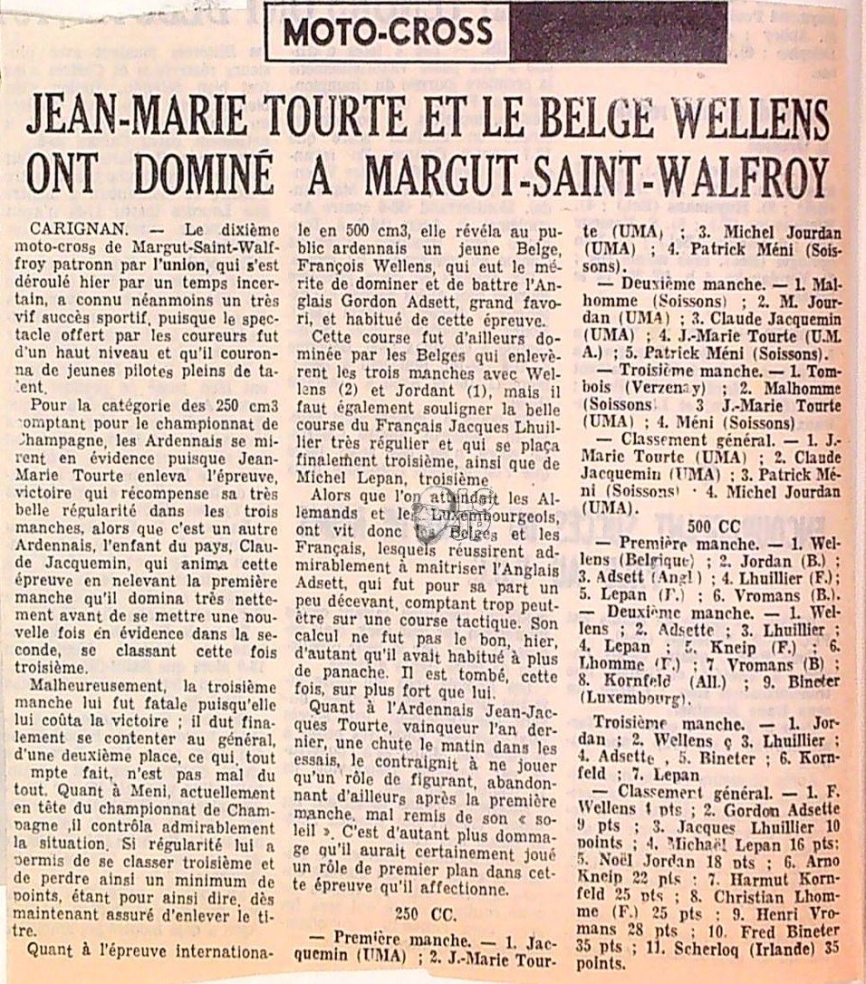 MOTO-CROSS
JEAN-MARIE TOURTE ET LE BELGE WELLENS
ONT DOMINÉ A MARGUT-SAINT-WALFROY
CARIGNAN. — Le dixième
moto-cross de Margut-Saint-Walf-
froy patronn par l'union, qui s'est
déroulé hier par un temps incer-
tain, a connu néanmoins un très
vif succès sportif, puisque le spec-
tacle offert par les coureurs fut
d'un haut niveau et qu'il couron-
na de jeunes pilotes pleins de ta-
lent.
Pour la catégorie des 250 cm3
omptant pour le championnat de
Champagne, les Ardennais se mi-
rent en évidence puisque Jean-
Marie Tourte enleva l'épreuve,
victoire qui récompense sa très
belle régularité dans les trois
manches, alors que c'est un autre
Ardennais, l'enfant du pays, Clau-
de Jacquemin, qui anima cette
épreuve en nelevant la première
manche qu'il domina très nette-
ment avant de se mettre une nou-
velle fois en évidence dans la se-
conde, se classant cette fois
troisième.
Malheureusement, la troisième
manche lui fut fatale puisqu'elle
lui coûta la victoire ; il dut fina-
lement se contenter au général,
d'une deuxième place, ce qui, tout
mpte fait, n'est pas mal du
tout. Quant à Meni, actuellement
en tête du championnat de Cham-
pagne ,il contrôla admirablement
la situation. Si régularité lui a
permis de se classer troisième et
de perdre ainsi un minimum de
points, étant pour ainsi dire, dès
maintenant assuré d'enlever le ti-
tre.
Quant à l'épreuve internationa-
le en 500 cm3, elle révéla au pu-
blic ardennais un jeune Belge,
François Wellens, qui eut le mé-
rite de dominer et de battre l'An-
glais Gordon Adsett, grand favo-
ri, et habitué de cette épreuve.
Cette course fut d'ailleurs do-
minée par les Belges qui enlevè-
rent les trois manches avec Wel-
lens (2) et Jordant (1), mais il
faut également souligner la belle
course du Français Jacques Lhuil-
lier très régulier et qui se plaça
finalement troisième, ainsi que de
Michel Lepan, troisième
Alors que l'on attendait les Al-
lemands et les Luxembourgeois,
ont vit donc les Belges et les
Français, lesquels réussirent ad-
mirablement à maitriser l'Anglais
Adsett, qui fut pour sa part un
peu décevant, comptant trop peut-
être sur une course tactique. Son
calcul ne fut pas le bon, hier,
d'autant qu'il avait habitué à plus
de panache. Il est tombé, cette
fois, sur plus fort que lui.
Quant à l'Ardennais Jean-Jac-
ques Tourte, vainqueur l'an der-
nier, une chute le matin dans les
essais, le contraignit à ne jouer
qu'un rôle de figurant, abandon-
nant d'ailleurs après la première
manche, mal remis de son « so-
leil ». C'est d'autant plus domma-
ge qu'il aurait certainement joué
un rôle de premier plan dans cet-
te épreuve qu'il affectionne.
250 CC.
— Première manche. — 1. Jac-
quemin (UMA) ; 2. J.-Marie Tour-
te (UMA) ; 3. Michel Jourdan
(UMA) ; 4. Patrick Méni (Sois-
sons).
— Deuxième manche. — 1. Mal-
homme (Soissons) ; 2. M. Jour-
dan (UMA) ; 3. Claude Jacquemin
(UMA) ; 4. J.-Marie Tourte (U.M.
A.) ; 5. Patrick Méni (Soissons).
— Troisième manche. — 1. Tom-
bois (Verzenay) ; 2. Malhomme
(Soissons) 3 J.-Marie Tourte
(UMA) ; 4. Méni (Soissons)
— Classement général. — 1. J.-
Marie Tourte (UMA) ; 2. Claude
Jacquemin (UMA) ; 3. Patrick Mé-
ni (Soissons) · 4. Michel Jourdan
(UMA).
500 CC
— Première manche. — 1. Wel-
lens (Belgique) ; 2. Jordan (B.) ;
3. Adsett (Angl) ; 4. Lhuillier (F.);
5. Lepan (F.) ; 6. Vromans (B.).
— Deuxième manche. — 1. Wel-
lens ; 2. Adsette ; 3. Lhuillier ;
4. Lepan ; 5. Kneip (F.) ; 6.
Lhomme (F.) ; 7 Vromans (B) ;
8. Kornfeld (All.) ; 9. Bineter
(Luxembourg).
Troisième manche. — 1. Jor-
dan ; 2. Wellens ç 3. Lhuillier ;
4. Adsette , 5. Bineter ; 6. Korn-
feld ; 7. Lepan
— Classement général. — 1. F.
Wellens 4 pts ; 2. Gordon Adsette
9 pts ; 3. Jacques Lhuillier 10
points ; 4. Michaël Lepan 16 pts;
5. Noël Jordan 18 pts ; 6. Arno
Kneip 22 pts ; 7. Harmut Korn-
feld 25 pts ; 8. Christian Lhom-
me (F.) 25 pts ; 9. Henri Vro-
mans 28 pts ; 10. Fred Bineter
35 pts ; 11. Scherloq (Irlande) 35
points.